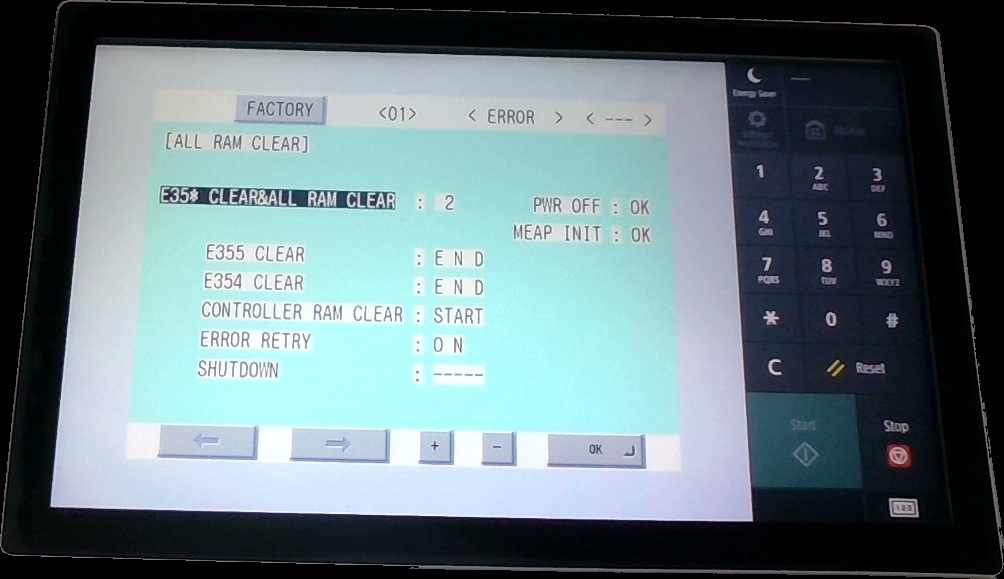 FACTORY <01> < ERROR > < --- >
[ALL RAM CLEAR]
E35* CLEAR&ALL RAM CLEAR : 2 PWR OFF : OK
MEAP INIT : OK
E355 CLEAR : E N D
E354 CLEAR : E N D
CONTROLLER RAM CLEAR : START
ERROR RETRY : O N
SHUTDOWN : -----
← → + - OK
Energy Saver
Home
1 2 ABC 3 DEF
4 GHI 5 JKL 6 MNO
7 PQRS 8 TUV 9 WXYZ
* 0 #
C Reset
Start Stop
123